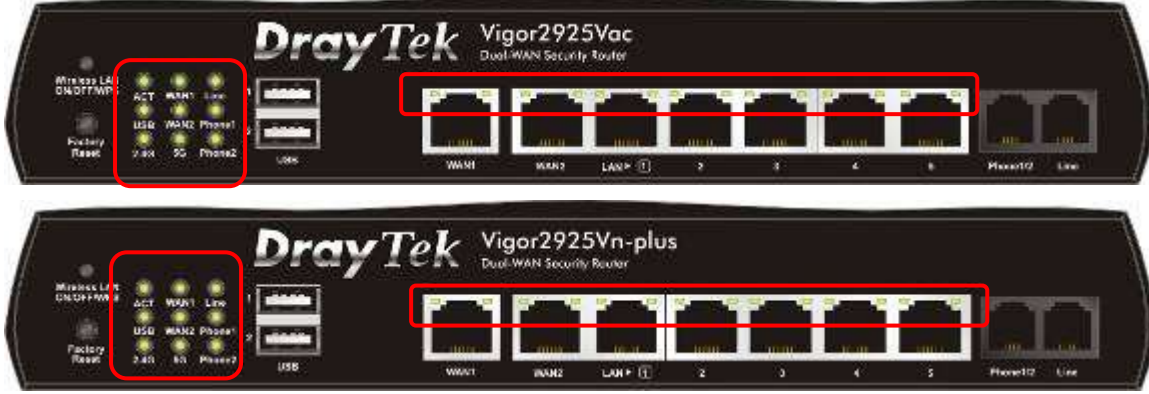 DrayTek Vigor2925Vac
Dual-WAN Security Router
Wireless LAN
ON/OFF/WPS
ACT WAN1 Line
USB WAN2 Phone1
2.4G 5G Phone2
Factory
Reset
USB
WAN1 WAN2 LAN 1 2 3 4 5 Phone1/2 Line
DrayTek Vigor2925Vn-plus
Dual-WAN Security Router
Wireless LAN
ON/OFF/WPS
ACT WAN1 Line
USB WAN2 Phone1
2.4G 5G Phone2
Factory
Reset
1
2
USB
WAN1 WAN2 LAN 1 2 3 4 5 Phone1/2 Line